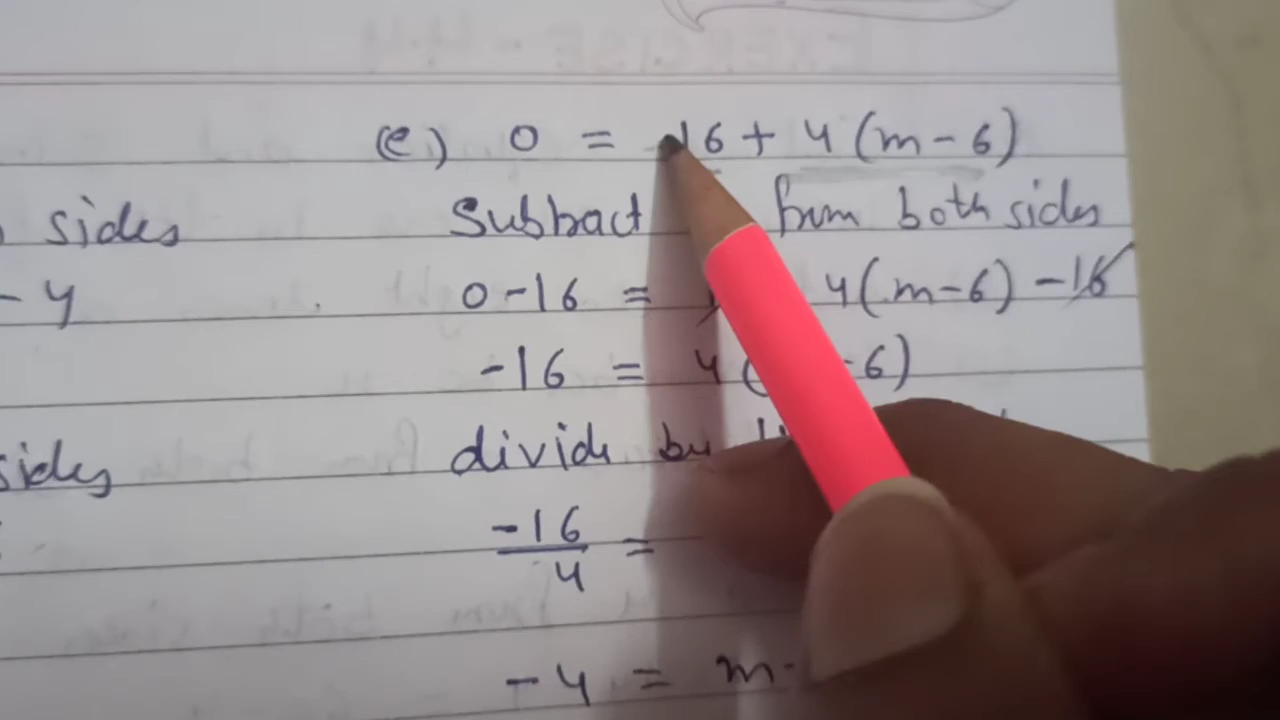 (e) 0 = 16 + 4 (m - 6)
sides Subtract from both sides
- 4 0 - 16 = 4 (m - 6) - 16
-16 = 4 ( - 6)
sides divide by
-16 / 4 =
- 4 = m -